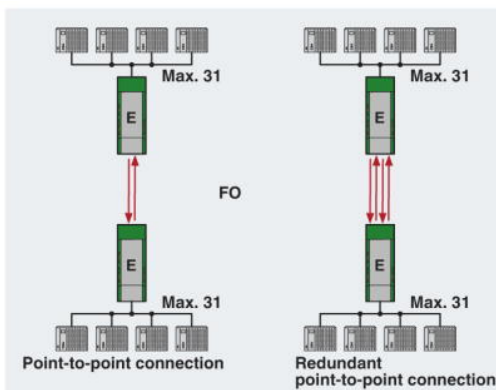 Max. 31
Max. 31
E
E
FO
E
E
Max. 31
Max. 31
Point-to-point connection
Redundant
point-to-point connection